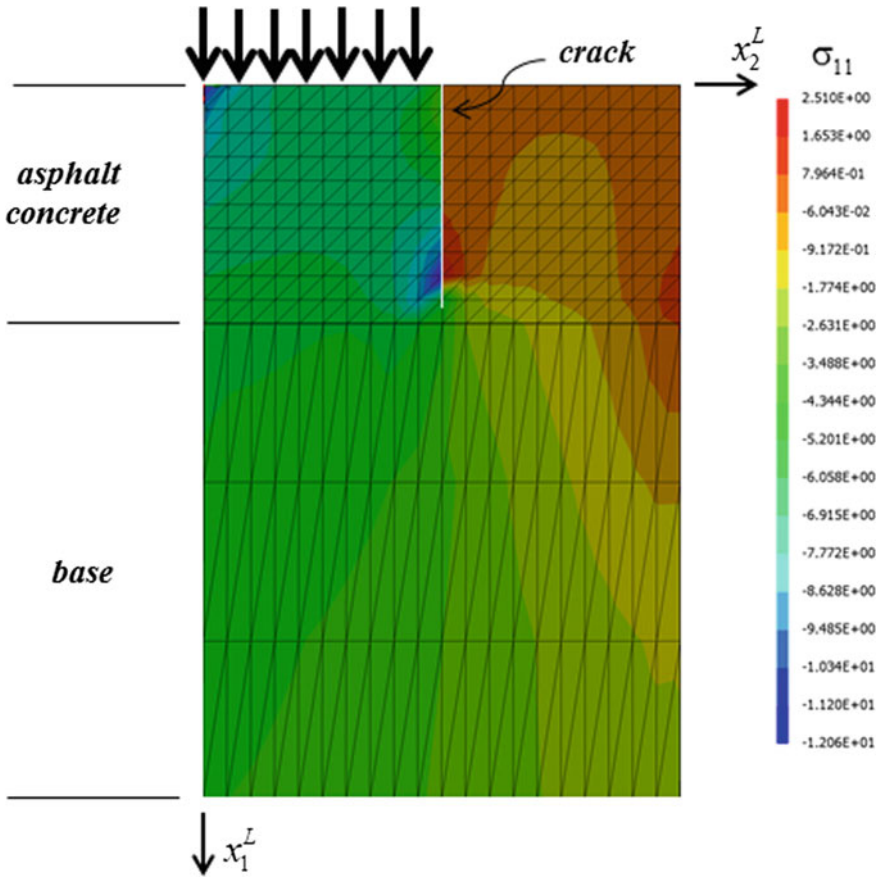 crack
x₂ᴸ
σ₁₁
asphalt
concrete
base
x₁ᴸ
2.510E+00
1.653E+00
7.964E-01
-6.043E-02
-9.172E-01
-1.774E+00
-2.631E+00
-3.488E+00
-4.344E+00
-5.201E+00
-6.058E+00
-6.915E+00
-7.772E+00
-8.628E+00
-9.485E+00
-1.034E+01
-1.120E+01
-1.206E+01